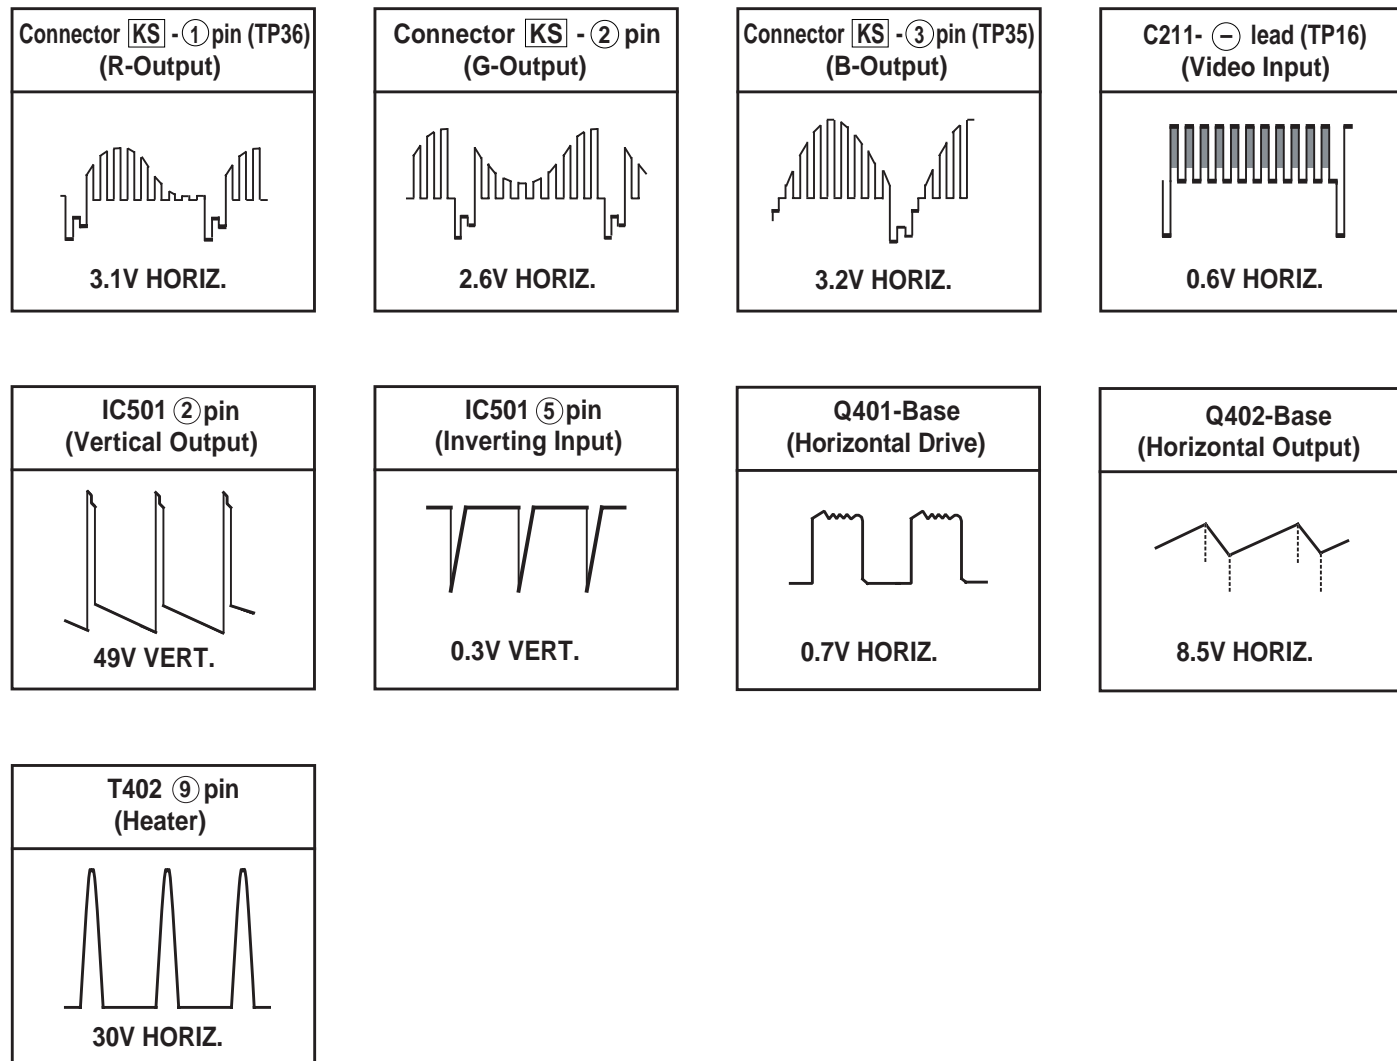 Connector KS - 1 pin (TP36)
(R-Output)
3.1V HORIZ.
Connector KS - 2 pin
(G-Output)
2.6V HORIZ.
Connector KS - 3 pin (TP35)
(B-Output)
3.2V HORIZ.
C211- − lead (TP16)
(Video Input)
0.6V HORIZ.
IC501 2 pin
(Vertical Output)
49V VERT.
IC501 5 pin
(Inverting Input)
0.3V VERT.
Q401-Base
(Horizontal Drive)
0.7V HORIZ.
Q402-Base
(Horizontal Output)
8.5V HORIZ.
T402 9 pin
(Heater)
30V HORIZ.